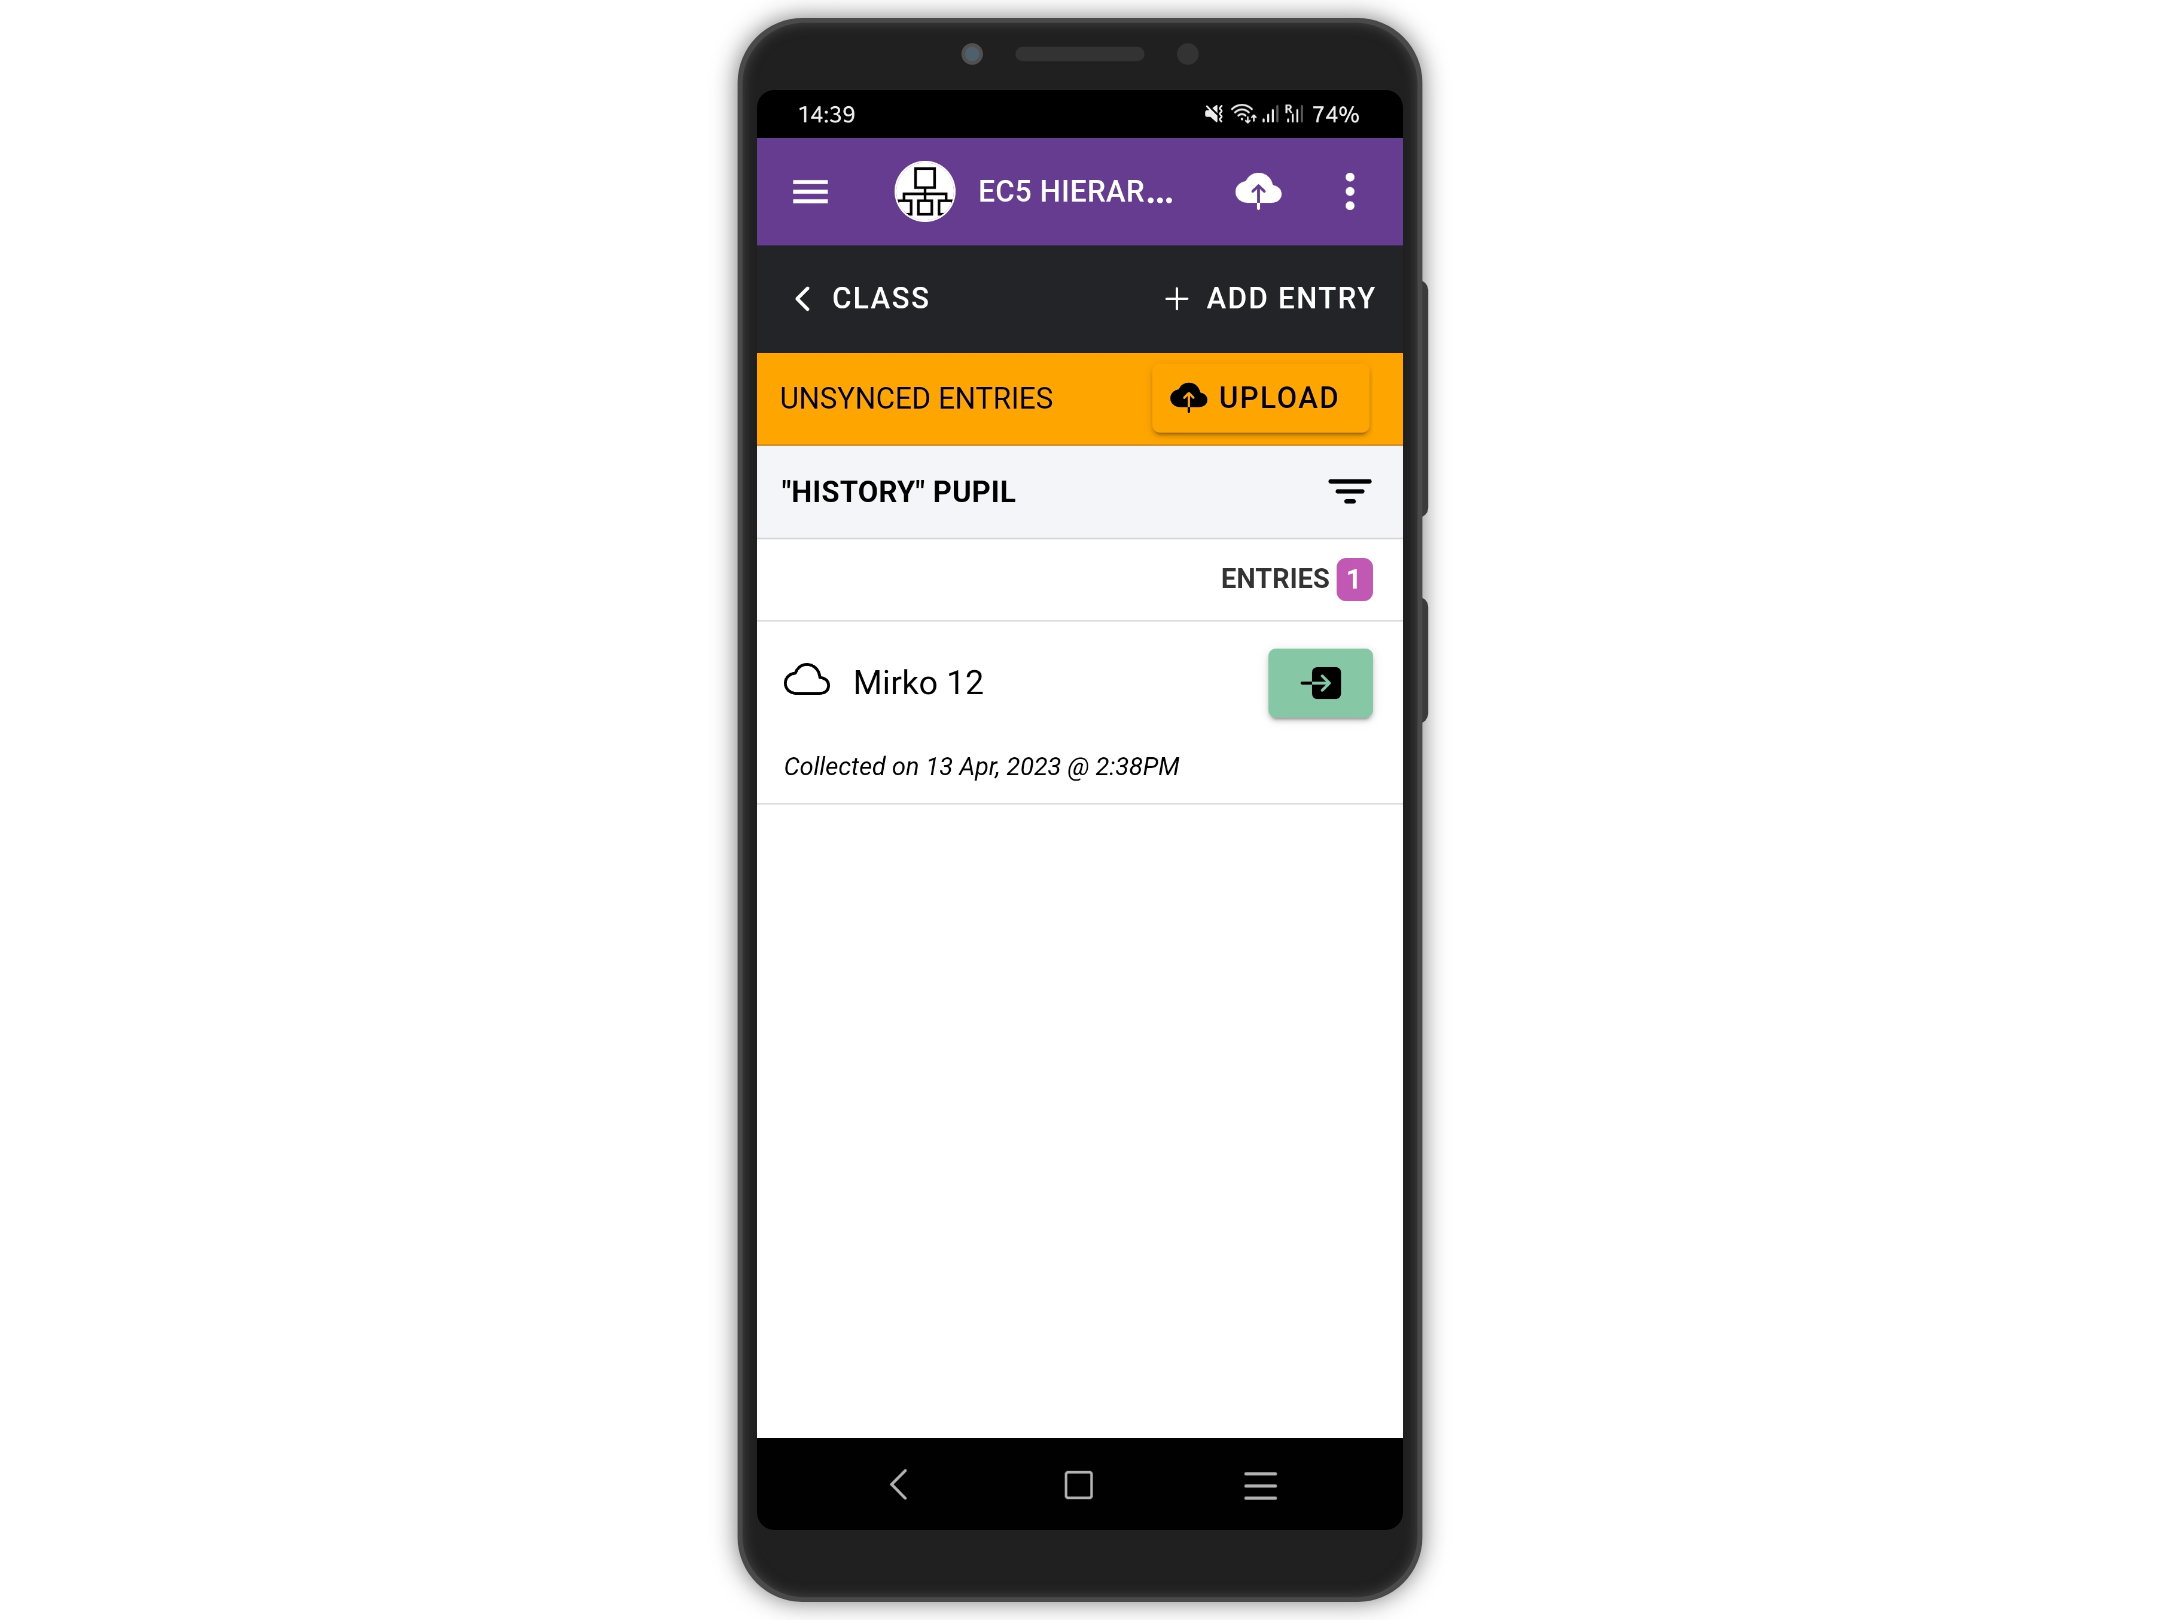 14:39 R 74%
EC5 HIERAR...
CLASS ADD ENTRY
UNSYNCED ENTRIES UPLOAD
"HISTORY" PUPIL
ENTRIES 1
Mirko 12
Collected on 13 Apr, 2023 @ 2:38PM